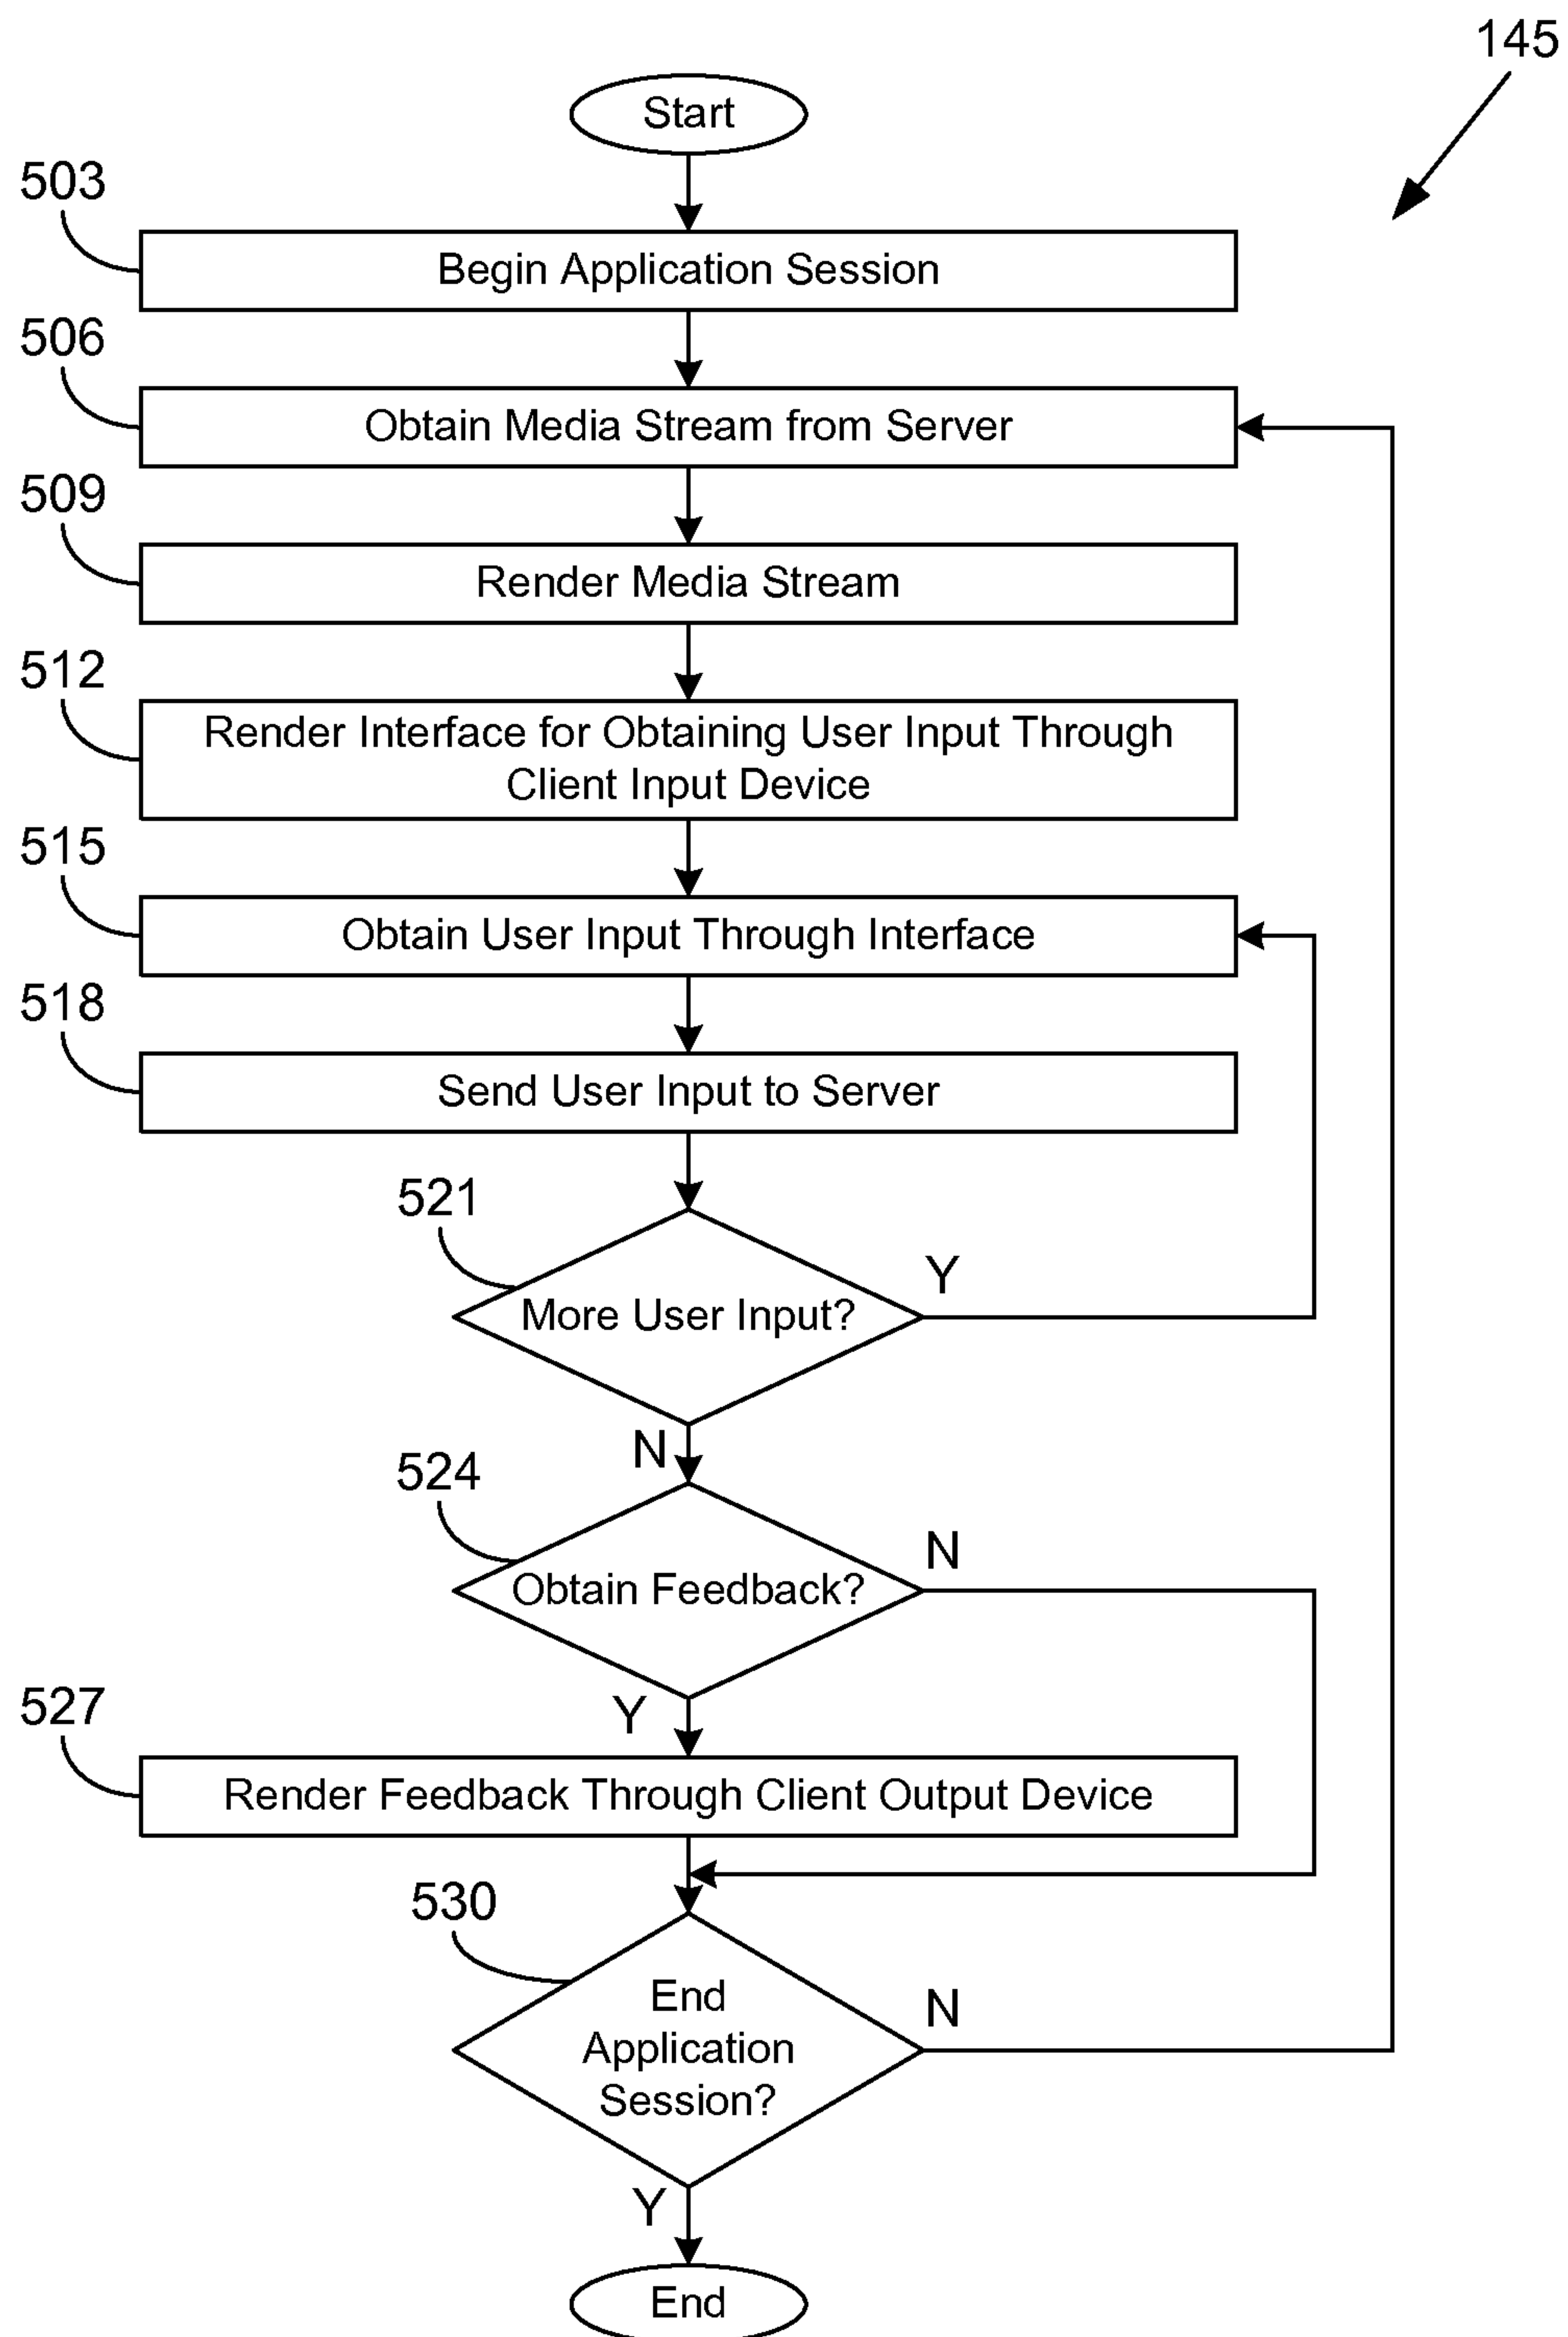 145
Start
503
Begin Application Session
506
Obtain Media Stream from Server
509
Render Media Stream
512
Render Interface for Obtaining User Input Through
Client Input Device
515
Obtain User Input Through Interface
518
Send User Input to Server
521
More User Input?
Y
N
524
Obtain Feedback?
N
Y
527
Render Feedback Through Client Output Device
530
End
Application
Session?
N
Y
End